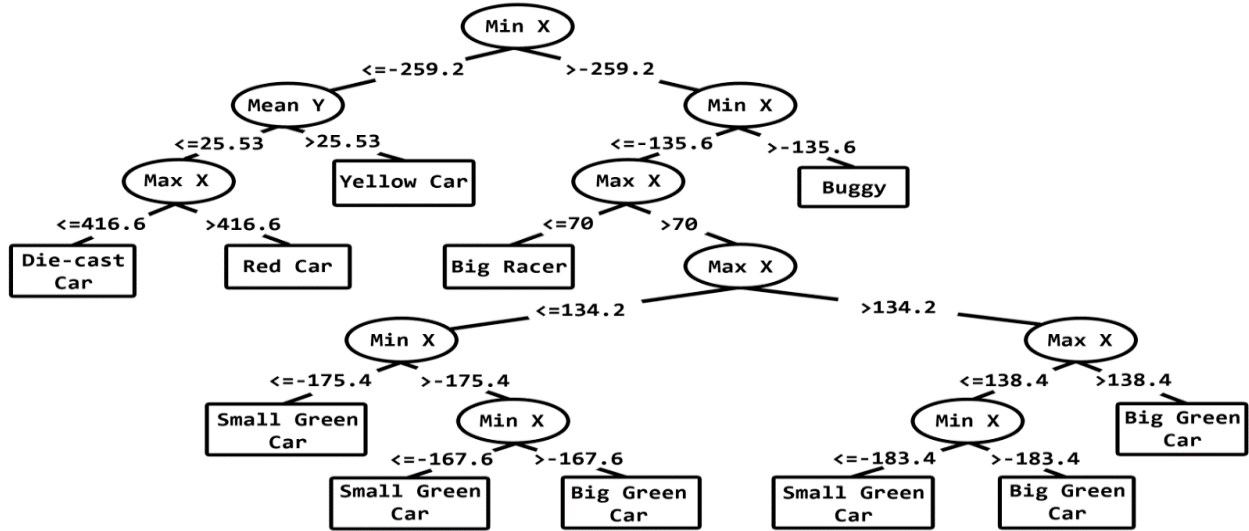 Min X
<=-259.2 >-259.2
Mean Y Min X
<=25.53 >25.53 <=-135.6 >-135.6
Max X Yellow Car Max X Buggy
<=416.6 >416.6 <=70 >70
Die-cast
Car
Red Car Big Racer Max X
<=134.2 >134.2
Min X Max X
<=-175.4 >-175.4 <=138.4 >138.4
Small Green
Car
Min X Min X
Big Green
Car
<=-167.6 >-167.6 <=-183.4 >-183.4
Small Green
Car
Big Green
Car
Small Green
Car
Big Green
Car